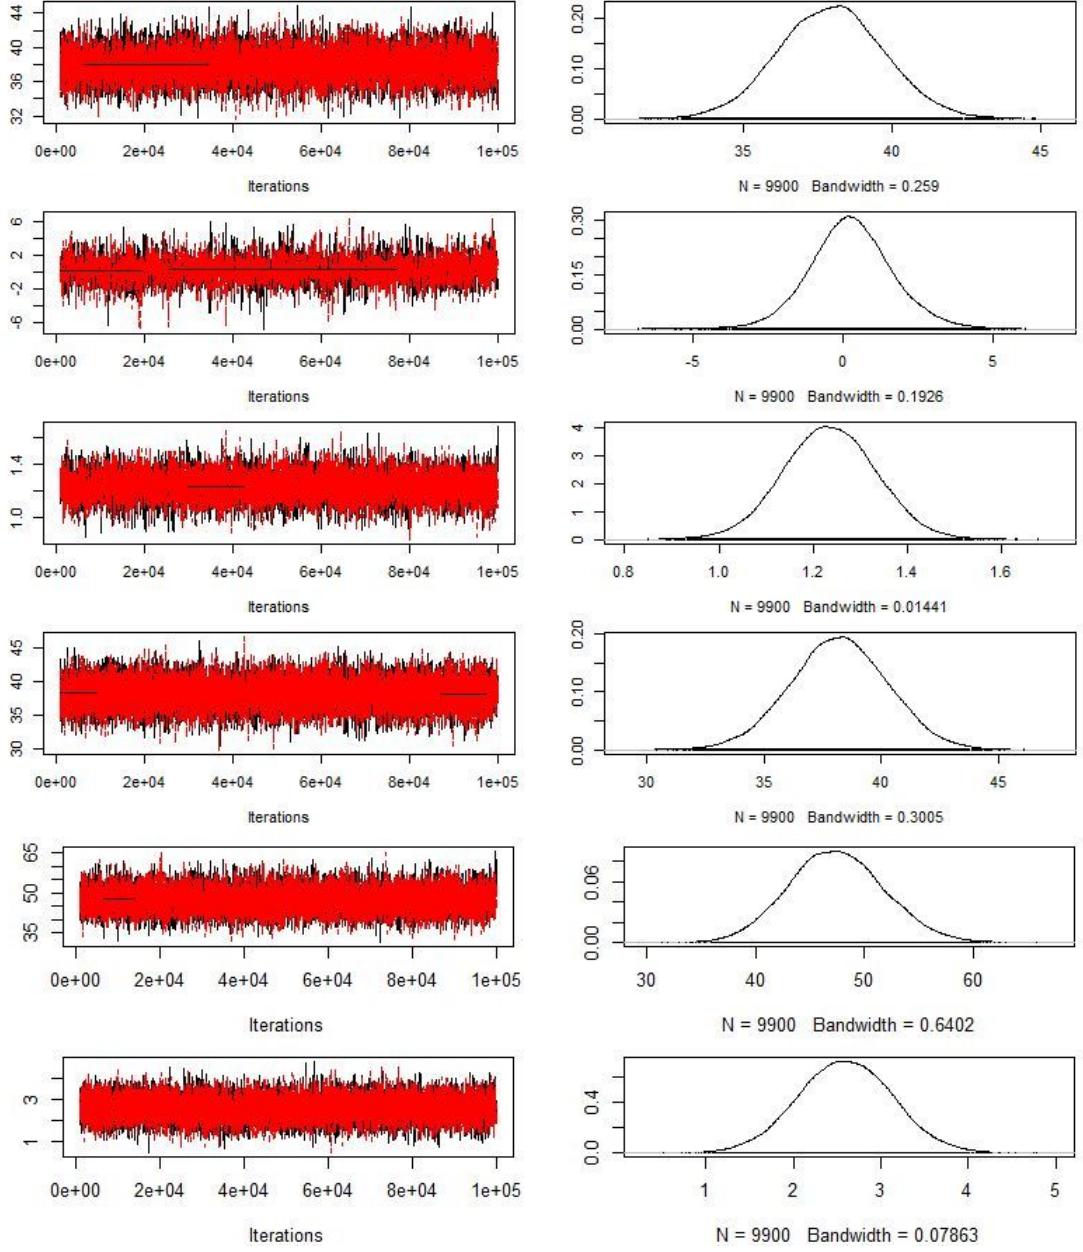 44
40
36
32
0e+00 2e+04 4e+04 6e+04 8e+04 1e+05
Iterations
0.20
0.10
0.00
35 40 45
N = 9900 Bandwidth = 0.259
6
2
-2
-6
0e+00 2e+04 4e+04 6e+04 8e+04 1e+05
Iterations
0.30
0.15
0.00
-5 0 5
N = 9900 Bandwidth = 0.1926
1.4
1.0
0e+00 2e+04 4e+04 6e+04 8e+04 1e+05
Iterations
4
3
2
1
0
0.8 1.0 1.2 1.4 1.6
N = 9900 Bandwidth = 0.01441
45
40
35
30
0e+00 2e+04 4e+04 6e+04 8e+04 1e+05
Iterations
0.20
0.10
0.00
30 35 40 45
N = 9900 Bandwidth = 0.3005
65
50
35
0e+00 2e+04 4e+04 6e+04 8e+04 1e+05
Iterations
0.06
0.00
30 40 50 60
N = 9900 Bandwidth = 0.6402
3
1
0e+00 2e+04 4e+04 6e+04 8e+04 1e+05
Iterations
0.4
0.0
1 2 3 4 5
N = 9900 Bandwidth = 0.07863